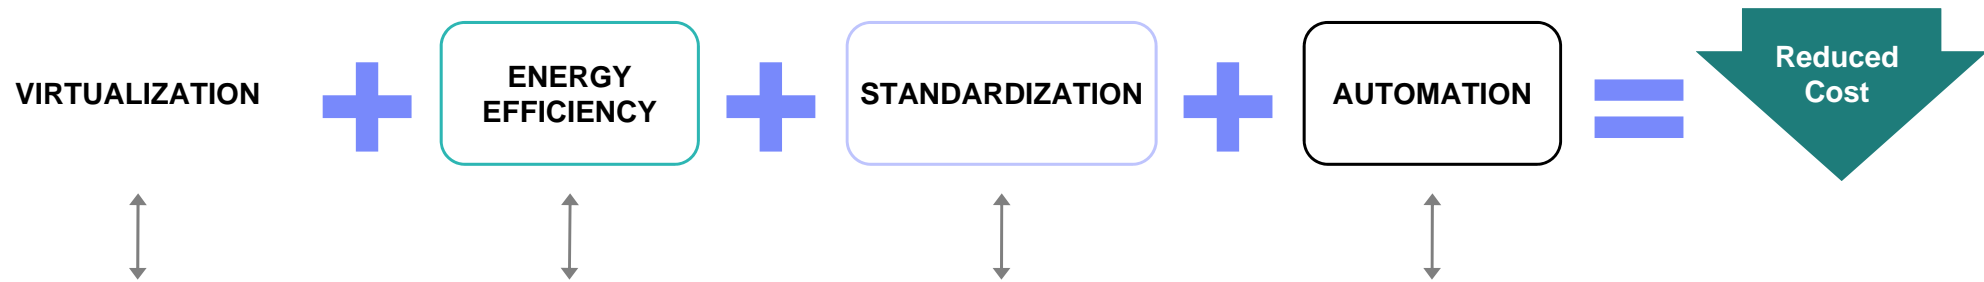 VIRTUALIZATION
ENERGY
EFFICIENCY
STANDARDIZATION
AUTOMATION
Reduced
Cost